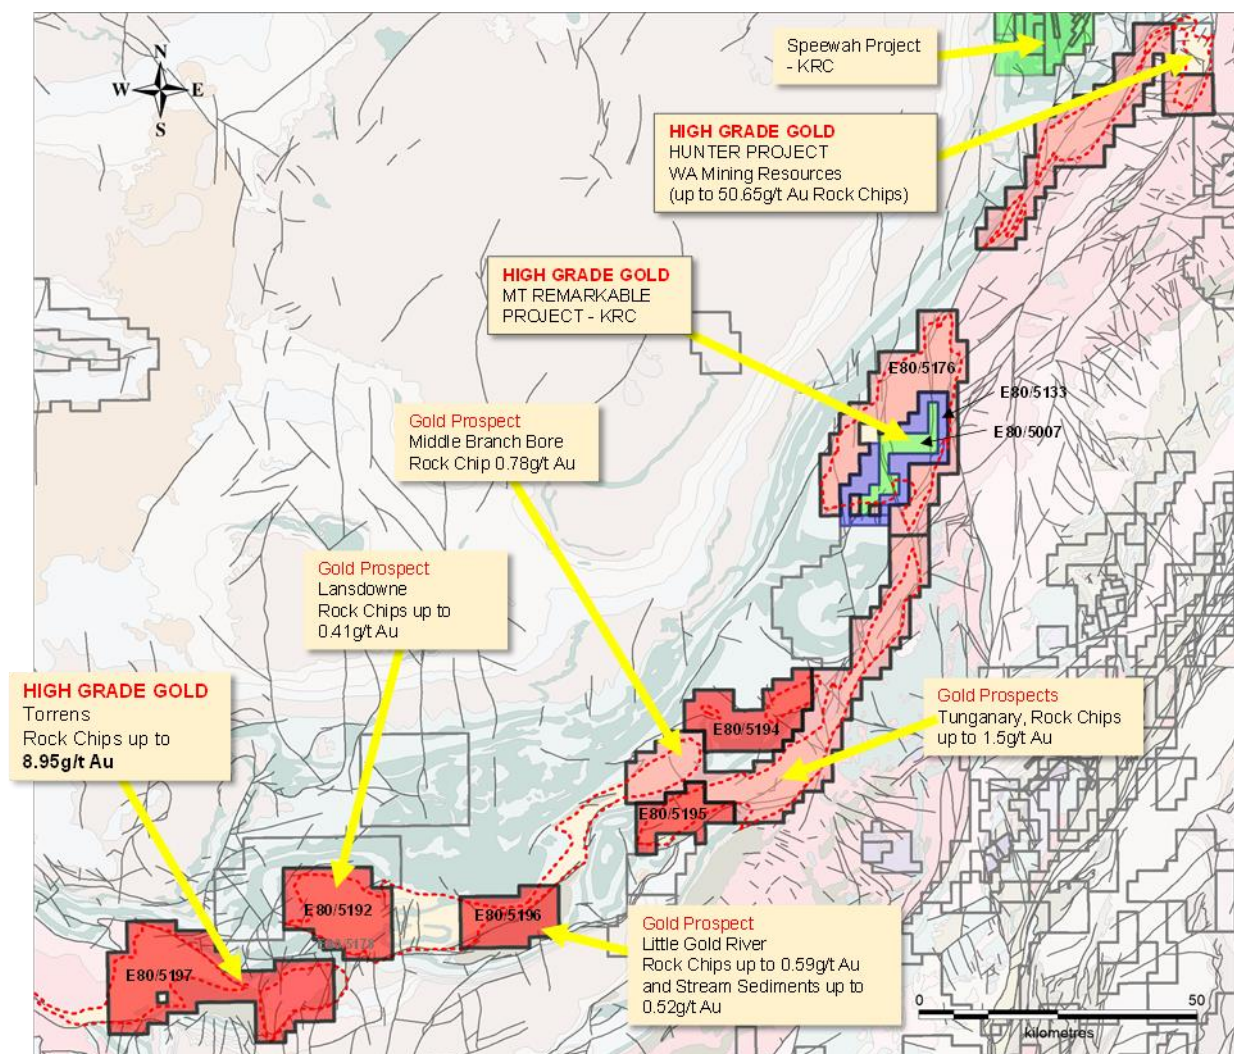 N
W E
S
Speewah Project
- KRC
HIGH GRADE GOLD
HUNTER PROJECT
WA Mining Resources
(up to 50.65g/t Au Rock Chips)
HIGH GRADE GOLD
MT REMARKABLE
PROJECT - KRC
E80/5176
E80/5133
E80/5007
Gold Prospect
Middle Branch Bore
Rock Chip 0.78g/t Au
Gold Prospect
Lansdowne
Rock Chips up to
0.41g/t Au
HIGH GRADE GOLD
Torrens
Rock Chips up to
8.95g/t Au
Gold Prospects
Tunganary, Rock Chips
up to 1.5g/t Au
E80/5194
E80/5195
E80/5192
E80/5196
E80/5178
E80/5197
Gold Prospect
Little Gold River
Rock Chips up to 0.59g/t Au
and Stream Sediments up to
0.52g/t Au
0 50
kilometres